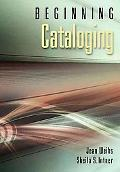 BEGINNING
Cataloging
Jean Weihs
Sheila S. Intner